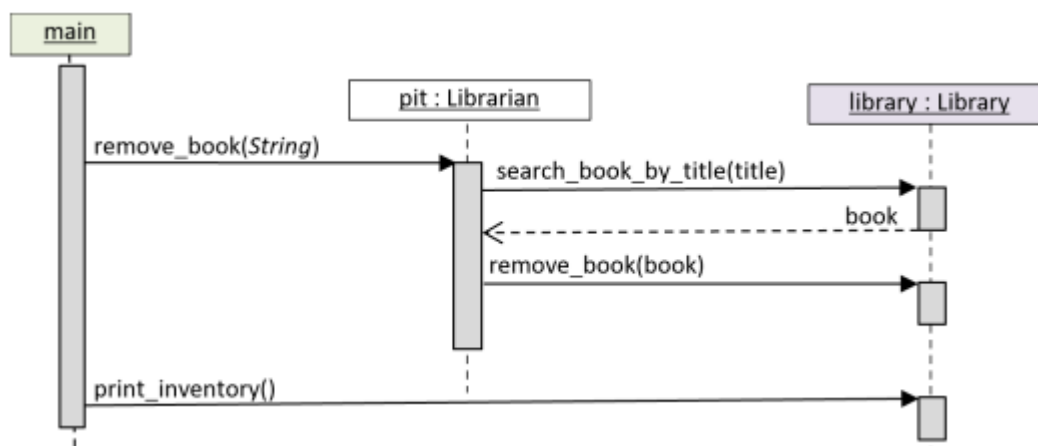 main
pit : Librarian
library : Library
remove_book(String)
search_book_by_title(title)
book
remove_book(book)
print_inventory()